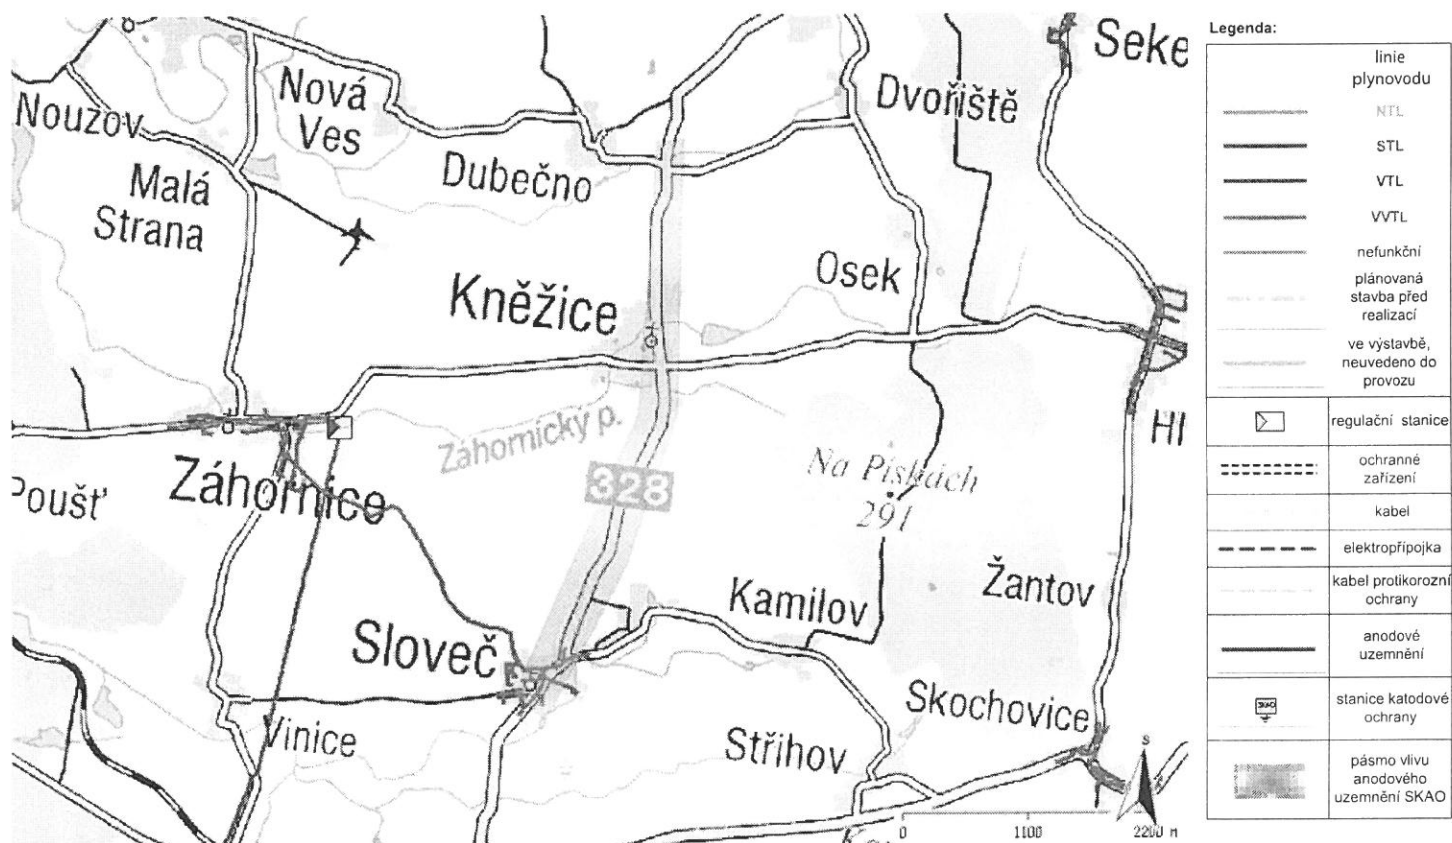 Seke
Nová
Ves
Dvořiště
Nouzov
Malá
Strana
Dubečno
Osek
Kněžice
Záhornický p.
Hl
Na Pískách
291
328
Záhornice
Poušť
Kamilov
Žantov
Sloveč
Skochovice
Vinice
Střihov
S
0 1100 2200 M
Legenda:
linie
plynovodu
NTL
STL
VTL
VVTL
nefunkční
plánovaná
stavba před
realizací
ve výstavbě,
neuvedeno do
provozu
regulační stanice
ochranné
zařízení
kabel
elektropřípojka
kabel protikorozní
ochrany
anodové
uzemnění
SKAO
stanice katodové
ochrany
pásmo vlivu
anodového
uzemnění SKAO